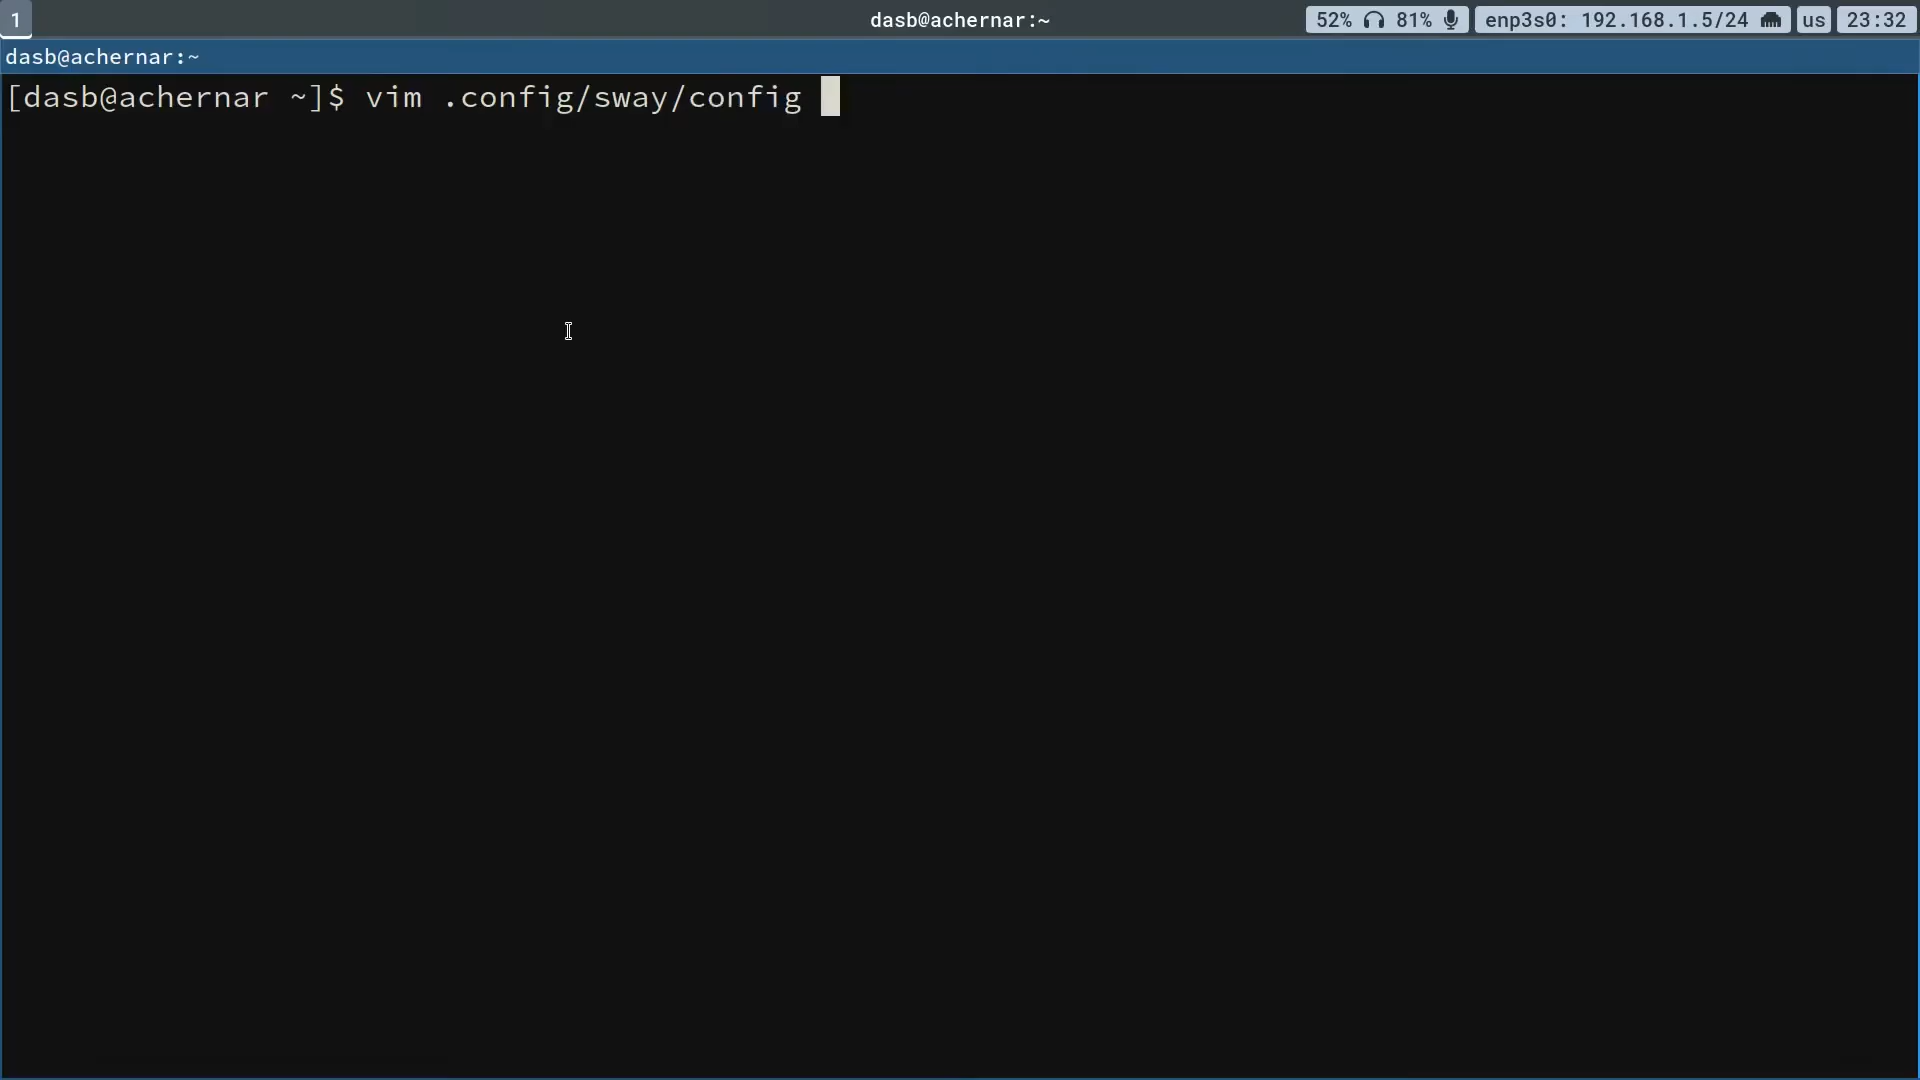 1 dasb@achernar:~ 52% 81% enp3s0: 192.168.1.5/24 us 23:32
dasb@achernar:~
[dasb@achernar ~]$ vim .config/sway/config